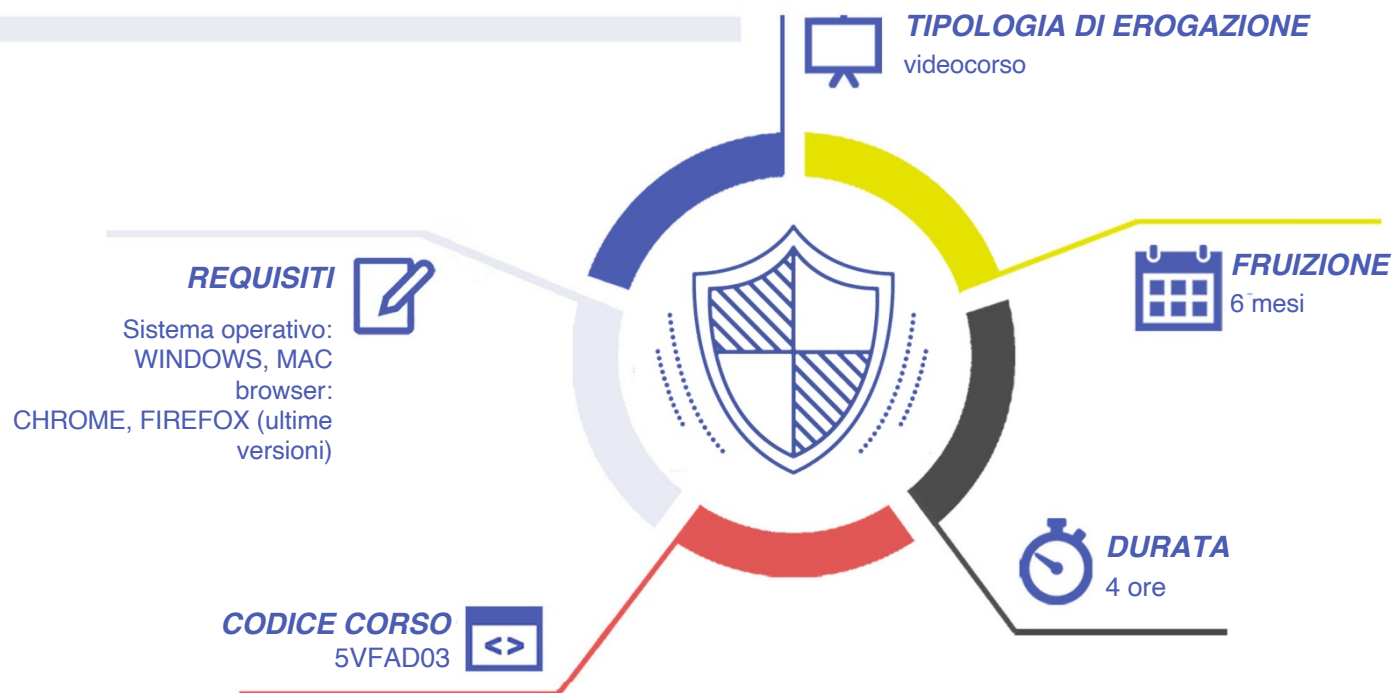 TIPOLOGIA DI EROGAZIONE
videocorso
REQUISITI
Sistema operativo:
WINDOWS, MAC
browser:
CHROME, FIREFOX (ultime
versioni)
FRUIZIONE
6 mesi
DURATA
4 ore
CODICE CORSO
5VFAD03
<>